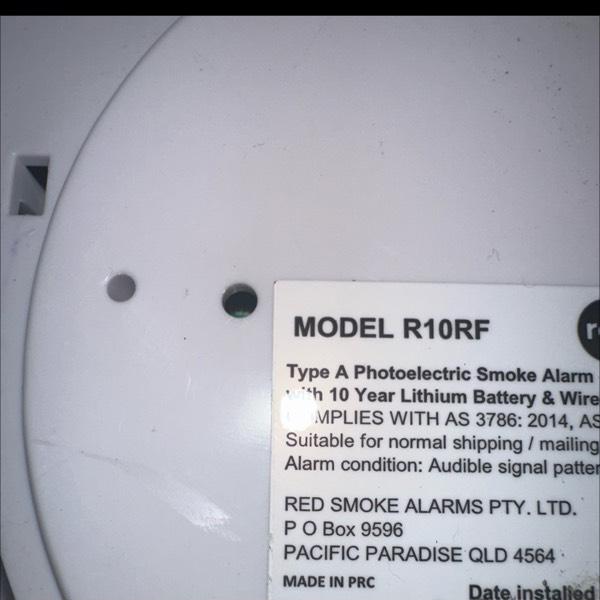 MODEL R10RF
r
Type A Photoelectric Smoke Alarm
with 10 Year Lithium Battery & Wire
COMPLIES WITH AS 3786: 2014, AS
Suitable for normal shipping / mailing
Alarm condition: Audible signal patter
RED SMOKE ALARMS PTY. LTD.
P O Box 9596
PACIFIC PARADISE QLD 4564
MADE IN PRC
Date installed